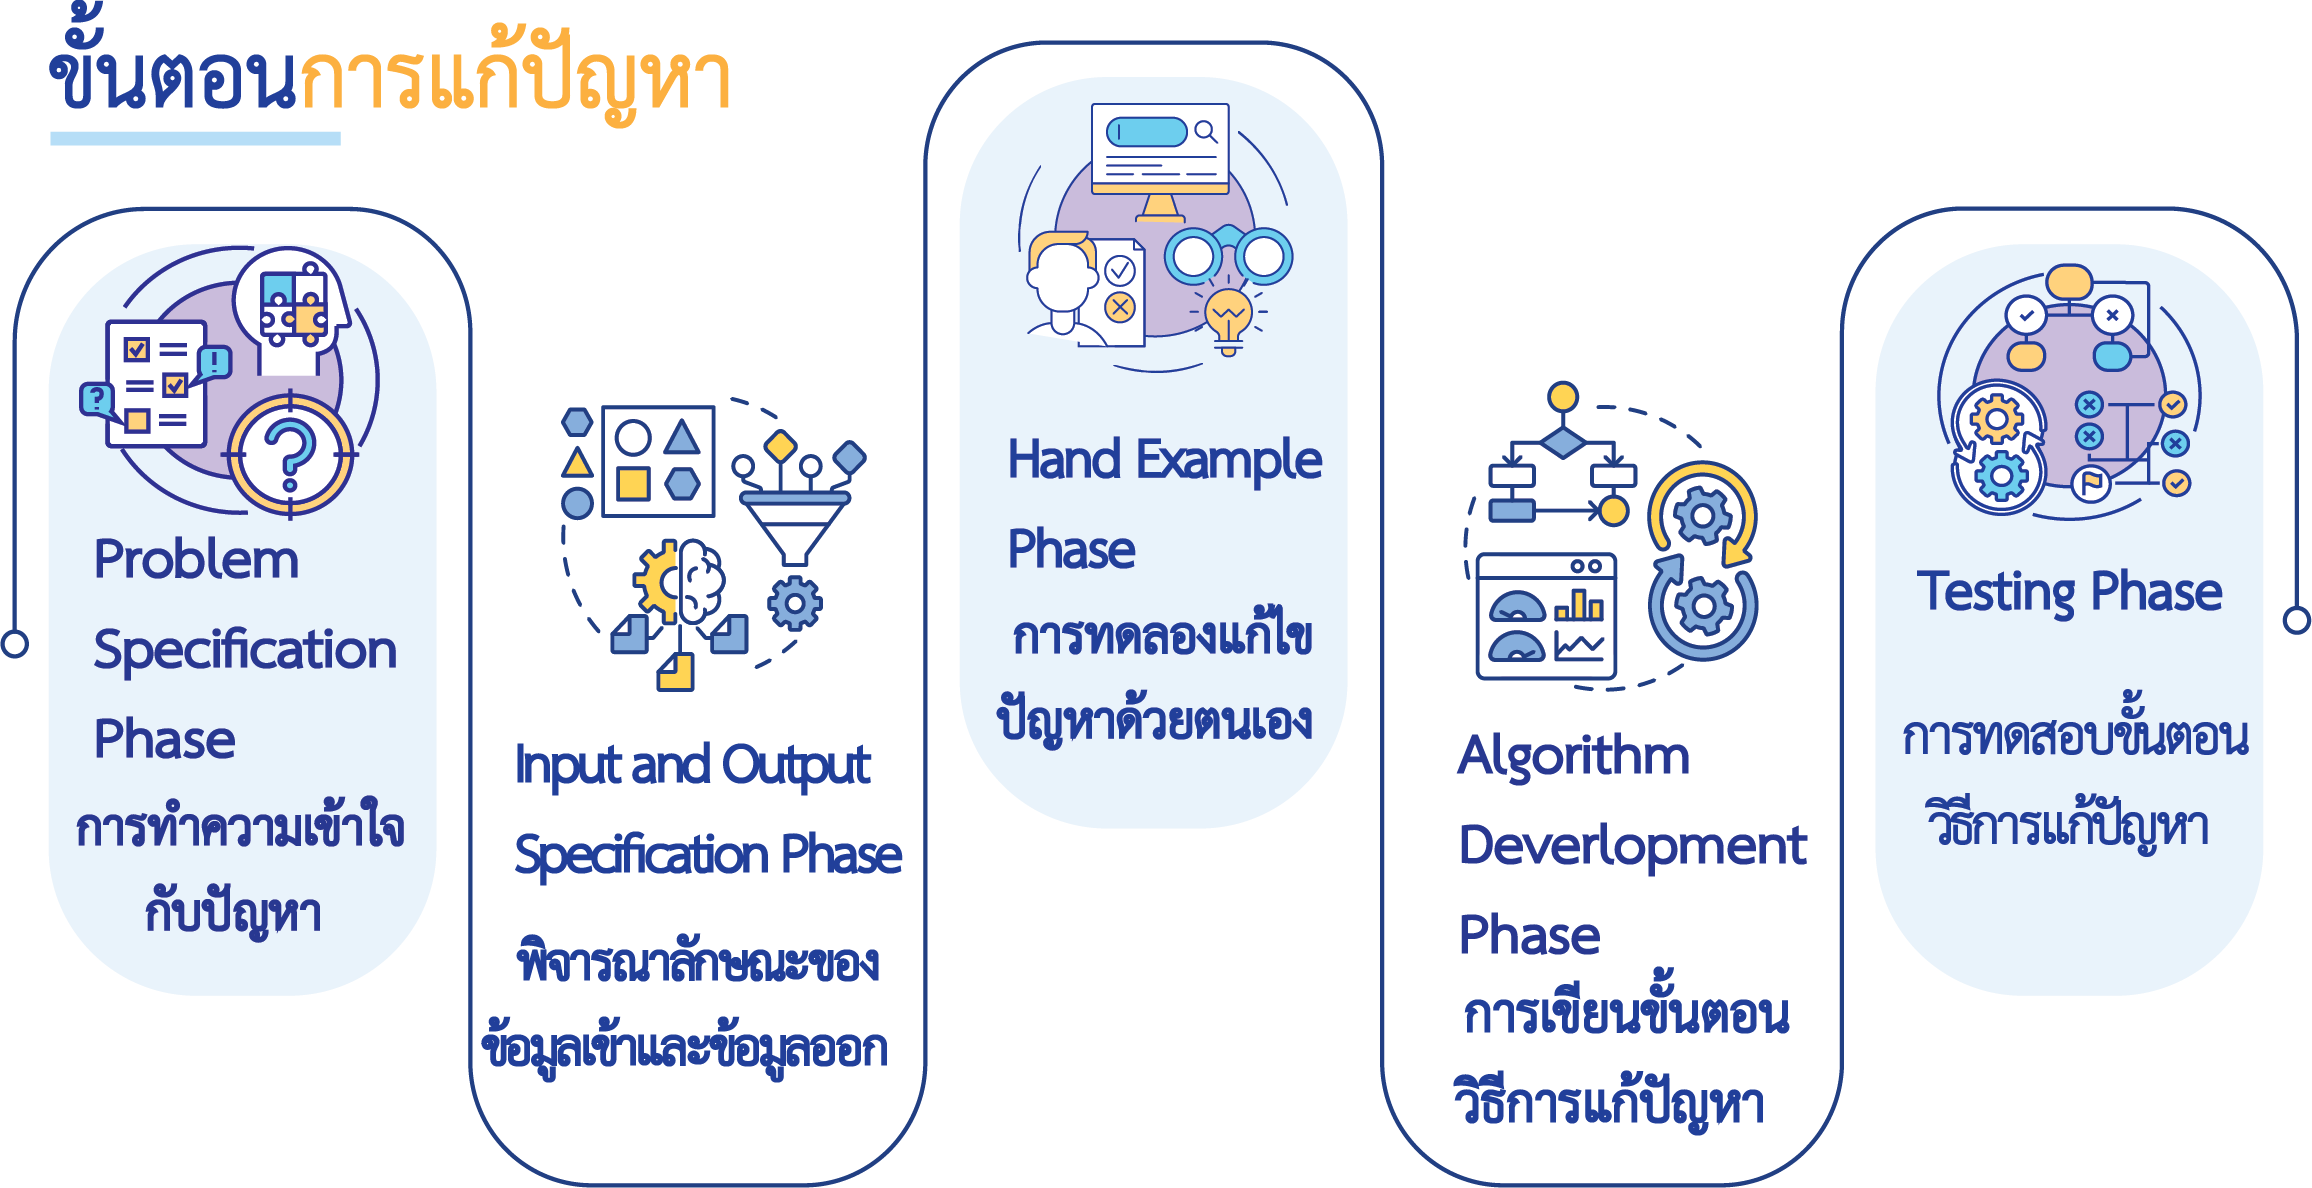 ขั้นตอนการแก้ปัญหา
Problem
Specification
Phase
การทำความเข้าใจ
กับปัญหา
Input and Output
Specification Phase
พิจารณาลักษณะของ
ข้อมูลเข้าและข้อมูลออก
Hand Example
Phase
การทดลองแก้ไข
ปัญหาด้วยตนเอง
Algorithm
Deverlopment
Phase
การเขียนขั้นตอน
วิธีการแก้ปัญหา
Testing Phase
การทดสอบขั้นตอน
วิธีการแก้ปัญหา